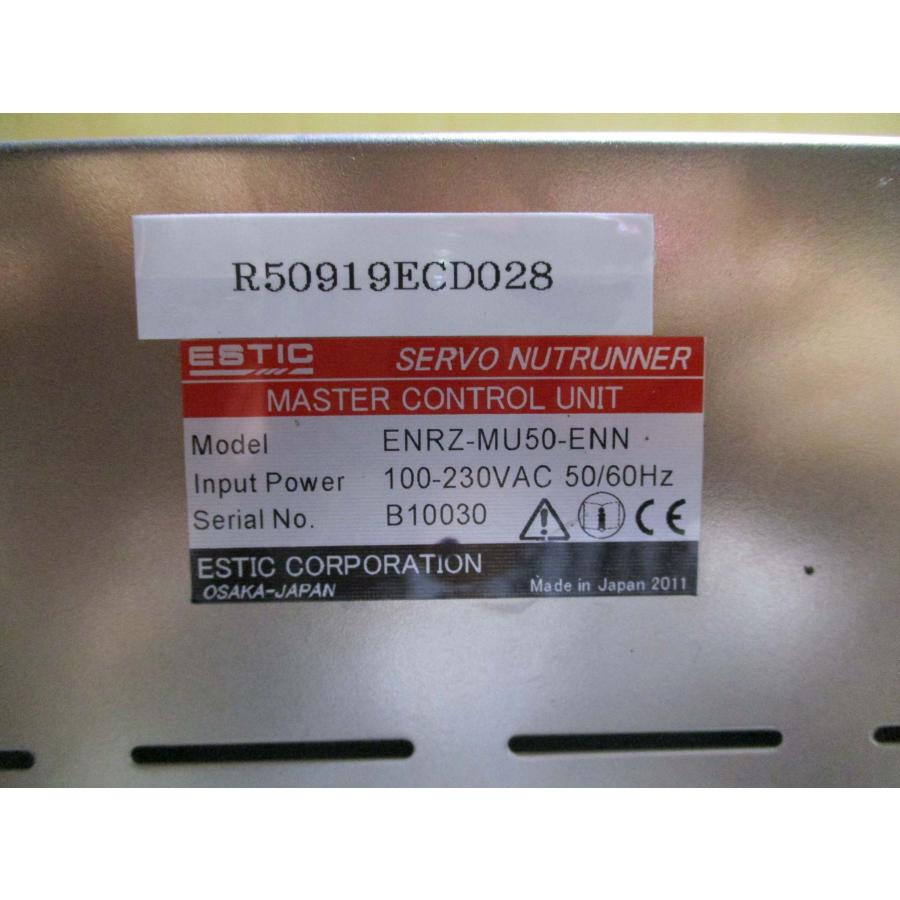 R50919ECD028
ESTIC SERVO NUTRUNNER
MASTER CONTROL UNIT
Model ENRZ-MU50-ENN
Input Power 100-230VAC 50/60Hz
Serial No. B10030 CE
ESTIC CORPORATION
OSAKA-JAPAN Made in Japan 2011